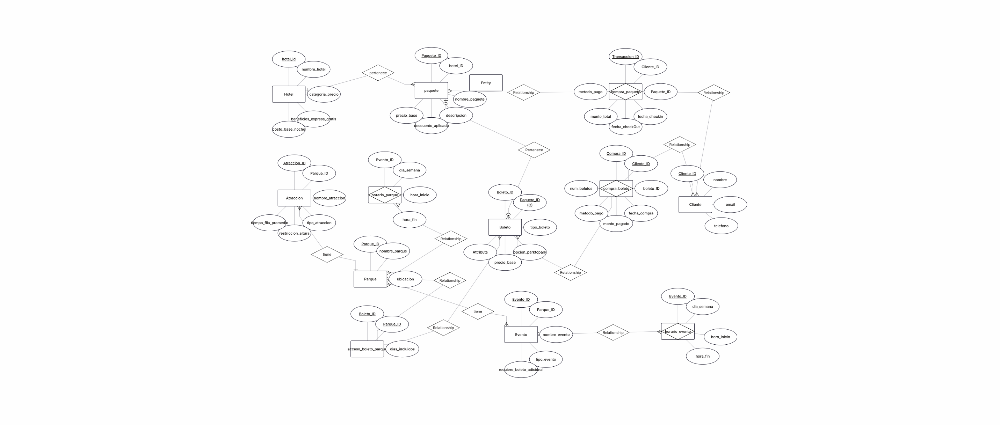 Paquete_ID
hotel_id
hotel_ID
nombre_hotel
pertenece
Transaccion_ID
Cliente_ID
Entity
Hotel
categoria_precio
paquete
nombre_paquete
Relationship
metodo_pago
compra_paquete
Paquete_ID
Relationship
beneficios_express_gratis
costo_base_noche
precio_base
descuento_aplicado
descripcion
monto_total
fecha_checkOut
fecha_checkin
Pertenece
Relationship
Atraccion_ID
Parque_ID
Evento_ID
dia_semana
Compra_ID
Cliente_ID
Cliente_ID
nombre
Atraccion
nombre_atraccion
horario_parque
hora_inicio
Boleto_ID
Paquete_ID
(O)
num_boletos
compra_boleto
boleto_ID
Cliente
email
tiempo_fila_promedio
restriccion_altura
tipo_atraccion
hora_fin
Boleto
tipo_boleto
metodo_pago
monto_pagado
fecha_compra
telefono
Relationship
Parque_ID
nombre_parque
tiene
Attribute
precio_base
opcion_parktopark
Relationship
Parque
ubicacion
Relationship
Evento_ID
Parque_ID
Evento_ID
dia_semana
tiene
Boleto_ID
Parque_ID
Relationship
Evento
nombre_evento
Relationship
horario_evento
hora_inicio
acceso_boleto_parque
dias_incluidos
tipo_evento
requiere_boleto_adicional
hora_fin